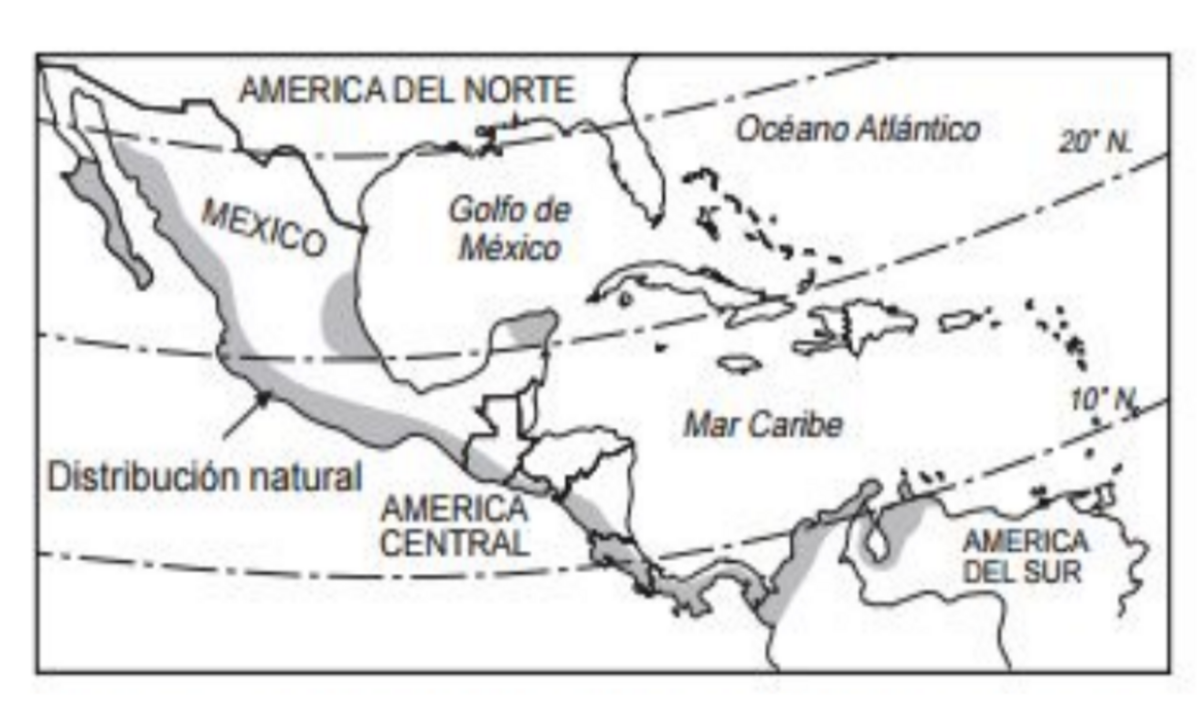 AMERICA DEL NORTE
Océano Atlántico
20° N.
MEXICO
Golfo de
México
10° N.
Mar Caribe
Distribución natural
AMERICA
CENTRAL
AMERICA
DEL SUR